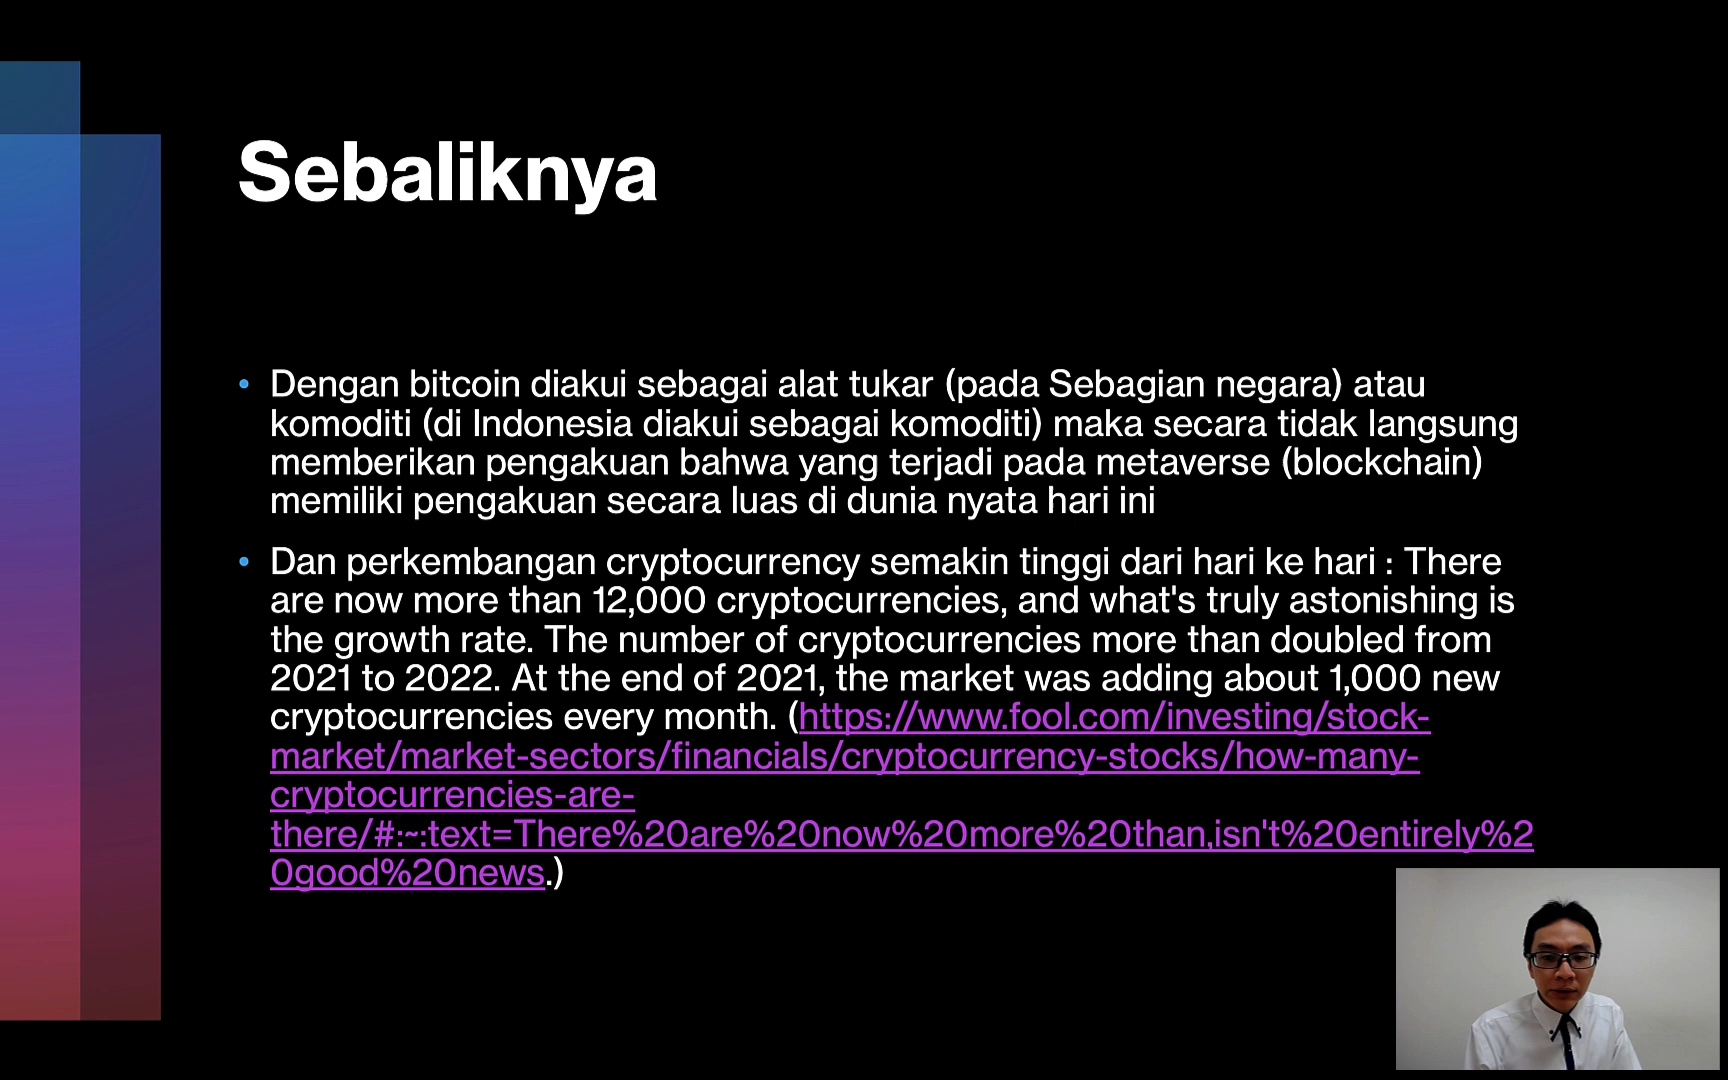 Sebaliknya
• Dengan bitcoin diakui sebagai alat tukar (pada Sebagian negara) atau
komoditi (di Indonesia diakui sebagai komoditi) maka secara tidak langsung
memberikan pengakuan bahwa yang terjadi pada metaverse (blockchain)
memiliki pengakuan secara luas di dunia nyata hari ini
• Dan perkembangan cryptocurrency semakin tinggi dari hari ke hari : There
are now more than 12,000 cryptocurrencies, and what's truly astonishing is
the growth rate. The number of cryptocurrencies more than doubled from
2021 to 2022. At the end of 2021, the market was adding about 1,000 new
cryptocurrencies every month. (https://www.fool.com/investing/stock-
market/market-sectors/financials/cryptocurrency-stocks/how-many-
cryptocurrencies-are-
there/#:~:text=There%20are%20now%20more%20than,isn't%20entirely%2
0good%20news.)